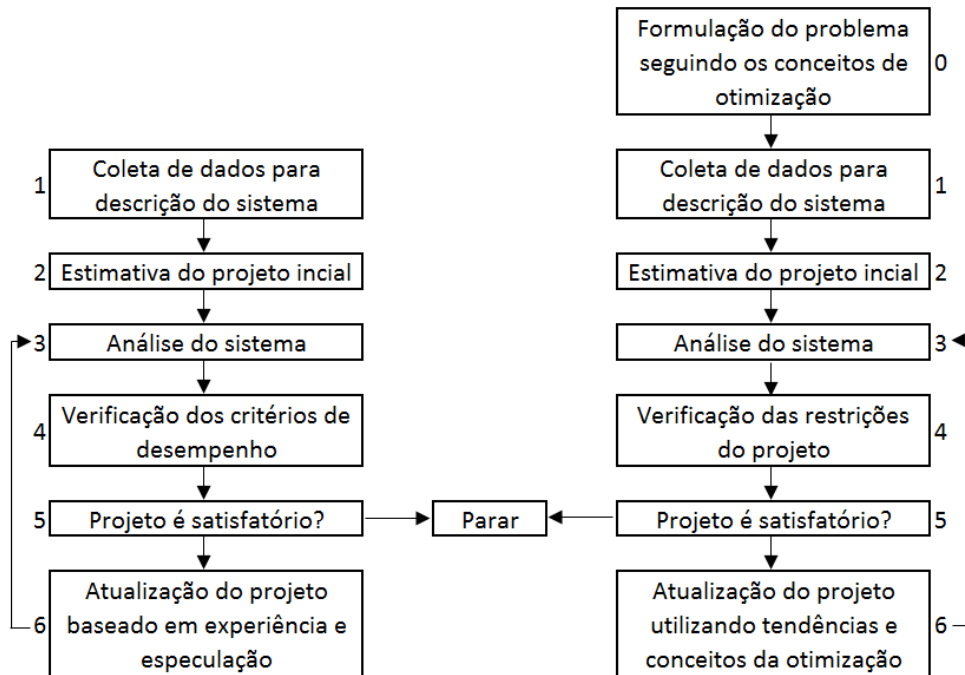 Formulação do problema
seguindo os conceitos de
otimização
0
1
Coleta de dados para
descrição do sistema
Coleta de dados para
descrição do sistema
1
2
Estimativa do projeto incial
Estimativa do projeto incial
2
3
Análise do sistema
Análise do sistema
3
4
Verificação dos critérios de
desempenho
Verificação das restrições
do projeto
4
5
Projeto é satisfatório?
Parar
Projeto é satisfatório?
5
6
Atualização do projeto
baseado em experiência e
especulação
Atualização do projeto
utilizando tendências e
conceitos da otimização
6